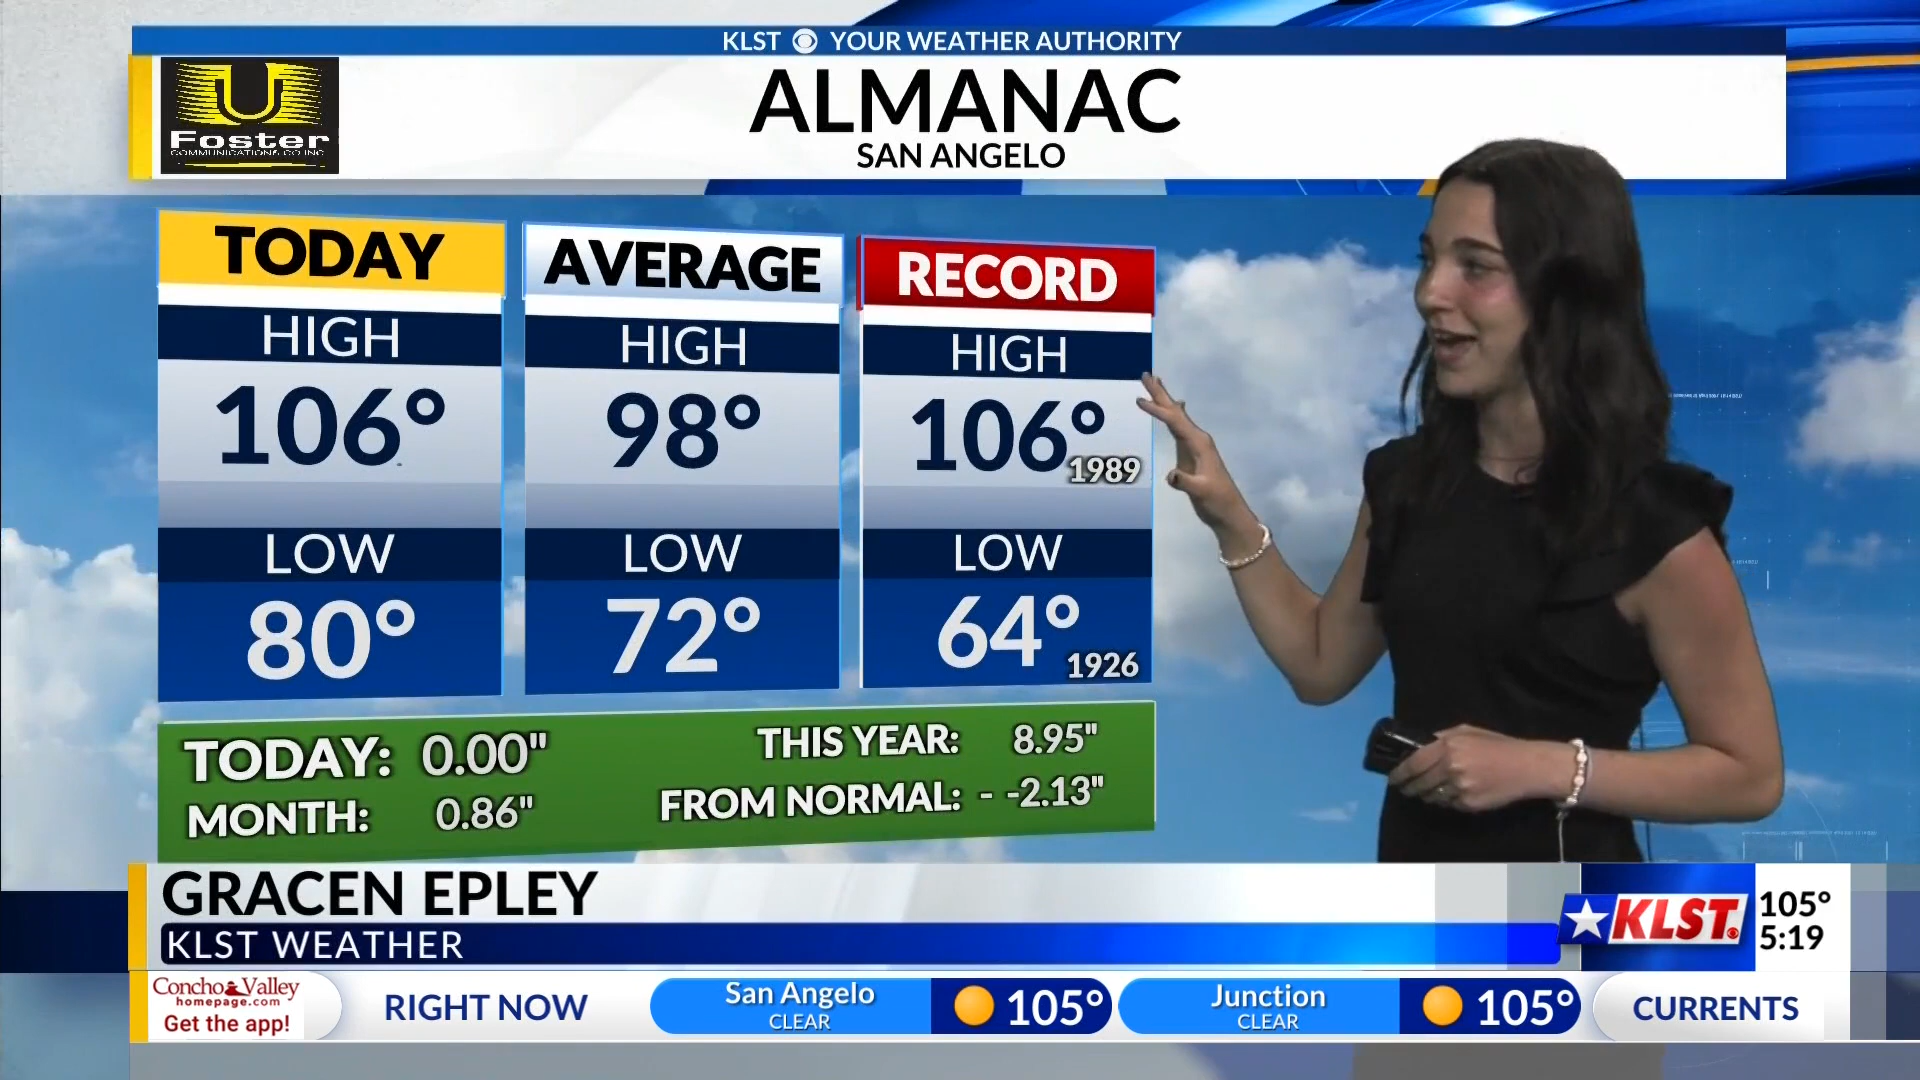 KLST YOUR WEATHER AUTHORITY
U
Foster
COMMUNICATIONS CO INC
ALMANAC
SAN ANGELO
TODAY
HIGH
106°
LOW
80°
AVERAGE
HIGH
98°
LOW
72°
RECORD
HIGH
106°
1989
LOW
64°
1926
TODAY: 0.00"
MONTH: 0.86"
THIS YEAR: 8.95"
FROM NORMAL: - -2.13"
GRACEN EPLEY
KLST WEATHER
KLST
105°
5:19
Concho Valley
homepage.com
Get the app!
RIGHT NOW
San Angelo
CLEAR
105°
Junction
CLEAR
105°
CURRENTS